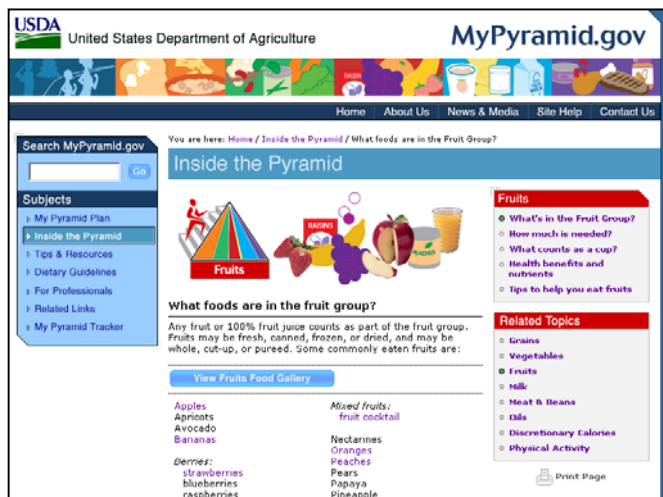 USDA
United States Department of Agriculture
MyPyramid.gov
RAISIN
Home About Us News & Media Site Help Contact Us
Search MyPyramid.gov
Go
Subjects
My Pyramid Plan
Inside the Pyramid
Tips & Resources
Dietary Guidelines
For Professionals
Related Links
My Pyramid Tracker
You are here: Home / Inside the Pyramid / What foods are in the Fruit Group?
Inside the Pyramid
RAISINS
PEACHES
Fruits
What foods are in the fruit group?
Any fruit or 100% fruit juice counts as part of the fruit group.
Fruits may be fresh, canned, frozen, or dried, and may be
whole, cut-up, or pureed. Some commonly eaten fruits are:
View Fruits Food Gallery
Apples
Apricots
Avocado
Bananas
Berries:
strawberries
blueberries
raspberries
Mixed fruits:
fruit cocktail
Nectarines
Oranges
Peaches
Pears
Papaya
Pineapple
Fruits
What's in the Fruit Group?
How much is needed?
What counts as a cup?
Health benefits and
nutrients
Tips to help you eat fruits
Related Topics
Grains
Vegetables
Fruits
Milk
Meat & Beans
Oils
Discretionary Calories
Physical Activity
Print Page